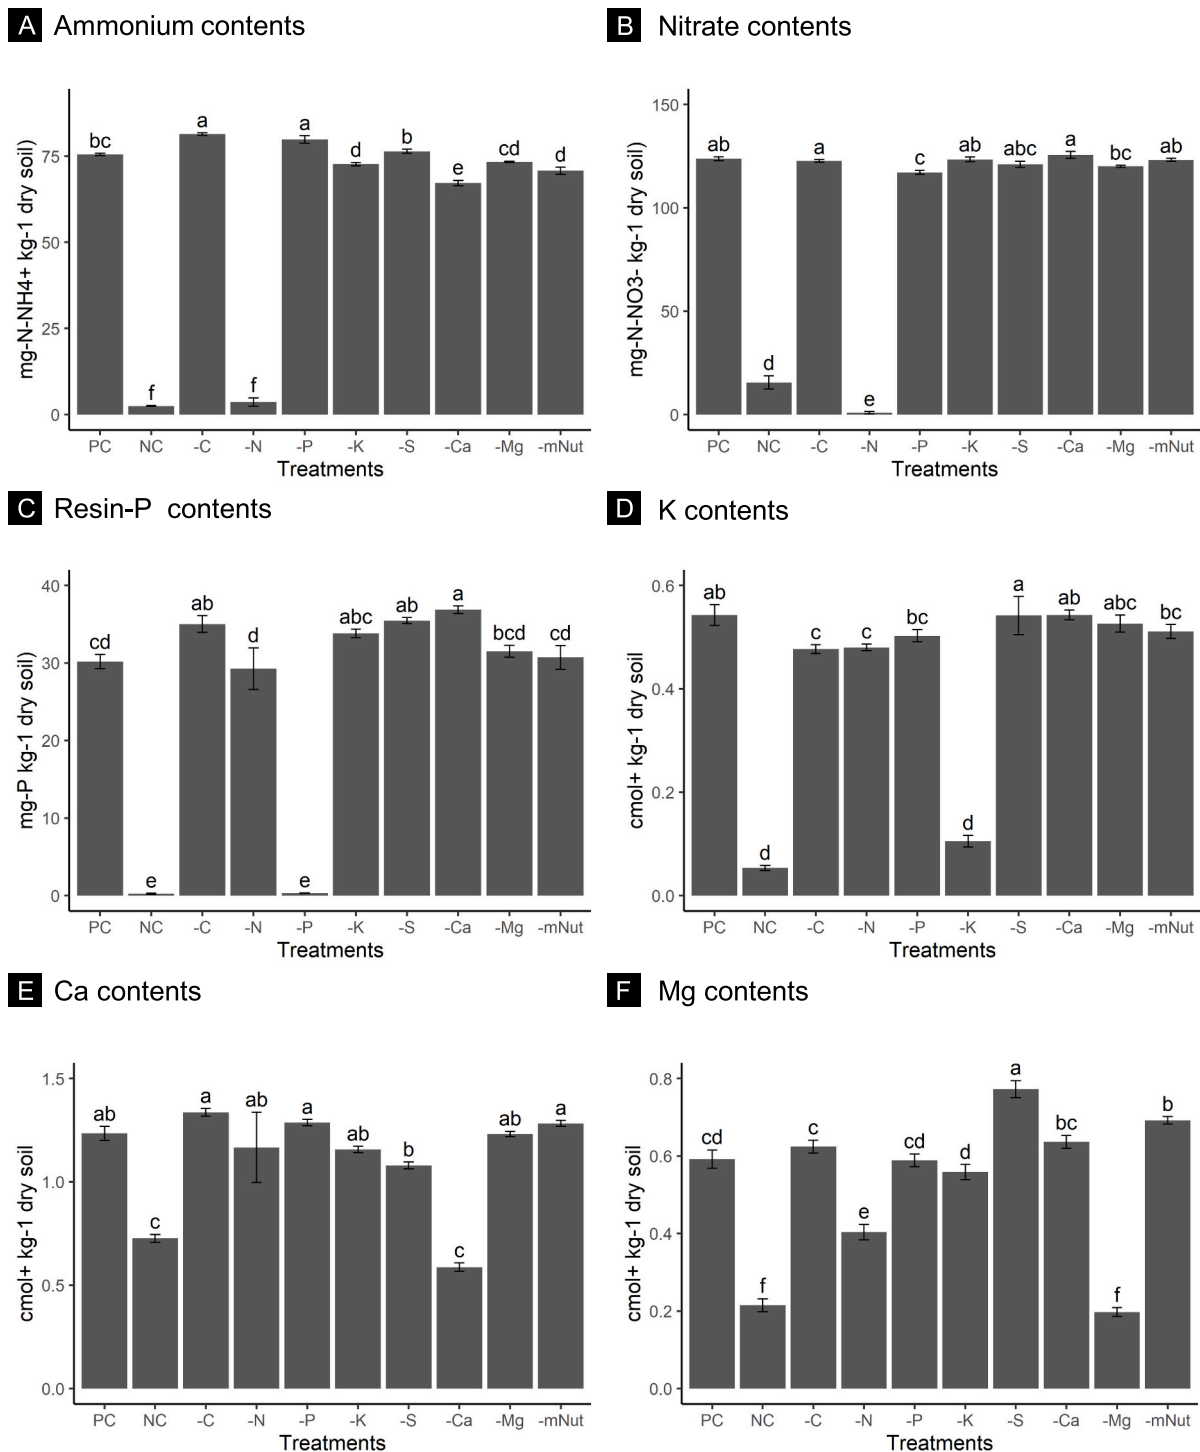 A Ammonium contents
mg-N-NH4+ kg-1 dry soil)
75
50
25
0
bc f a f a d b e cd d
PC NC -C -N -P -K -S -Ca -Mg -mNut
Treatments
B Nitrate contents
mg-N-NO3- kg-1 dry soil)
150
100
50
0
ab d a e c ab abc a bc ab
PC NC -C -N -P -K -S -Ca -Mg -mNut
Treatments
C Resin-P contents
mg-P kg-1 dry soil)
40
30
20
10
0
cd e ab d e abc ab a bcd cd
PC NC -C -N -P -K -S -Ca -Mg -mNut
Treatments
D K contents
cmol+ kg-1 dry soil)
0.6
0.4
0.2
0.0
ab d c c bc d a ab abc bc
PC NC -C -N -P -K -S -Ca -Mg -mNut
Treatments
E Ca contents
cmol+ kg-1 dry soil
1.5
1.0
0.5
0.0
ab c a ab a ab b c ab a
PC NC -C -N -P -K -S -Ca -Mg -mNut
Treatments
F Mg contents
cmol+ kg-1 dry soil
0.8
0.6
0.4
0.2
0.0
cd f c e cd d a bc f b
PC NC -C -N -P -K -S -Ca -Mg -mNut
Treatments